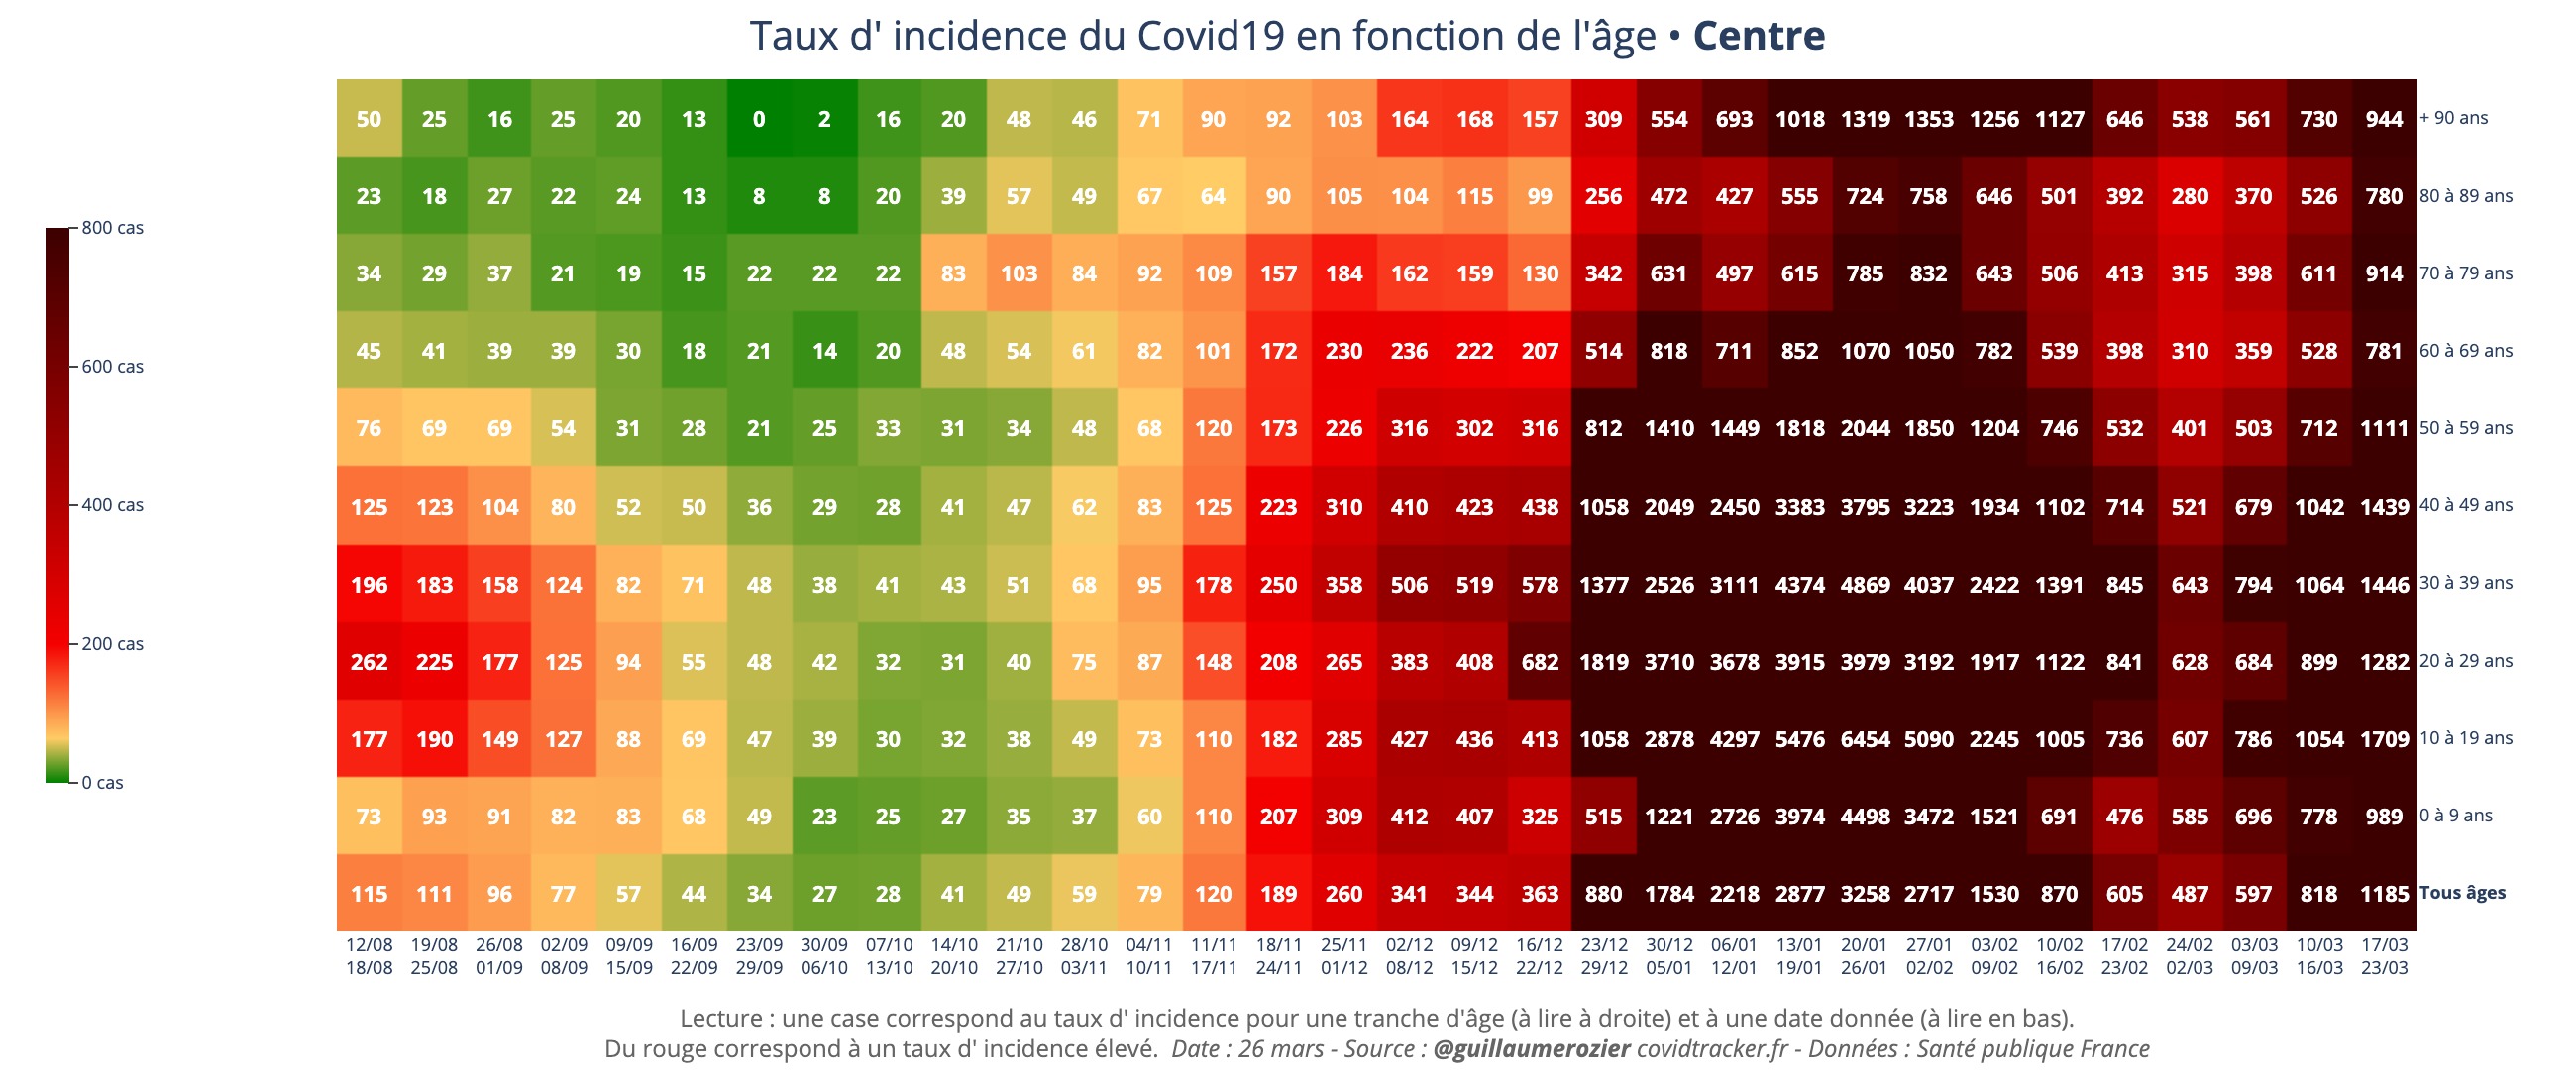 Taux d' incidence du Covid19 en fonction de l'âge • Centre
50 25 16 25 20 13 0 2 16 20 48 46 71 90 92 103 164 168 157 309 554 693 1018 1319 1353 1256 1127 646 538 561 730 944 + 90 ans
23 18 27 22 24 13 8 8 20 39 57 49 67 64 90 105 104 115 99 256 472 427 555 724 758 646 501 392 280 370 526 780 80 à 89 ans
800 cas
34 29 37 21 19 15 22 22 22 83 103 84 92 109 157 184 162 159 130 342 631 497 615 785 832 643 506 413 315 398 611 914 70 à 79 ans
45 41 39 39 30 18 21 14 20 48 54 61 82 101 172 230 236 222 207 514 818 711 852 1070 1050 782 539 398 310 359 528 781 60 à 69 ans
600 cas
76 69 69 54 31 28 21 25 33 31 34 48 68 120 173 226 316 302 316 812 1410 1449 1818 2044 1850 1204 746 532 401 503 712 1111 50 à 59 ans
400 cas
125 123 104 80 52 50 36 29 28 41 47 62 83 125 223 310 410 423 438 1058 2049 2450 3383 3795 3223 1934 1102 714 521 679 1042 1439 40 à 49 ans
196 183 158 124 82 71 48 38 41 43 51 68 95 178 250 358 506 519 578 1377 2526 3111 4374 4869 4037 2422 1391 845 643 794 1064 1446 30 à 39 ans
200 cas
262 225 177 125 94 55 48 42 32 31 40 75 87 148 208 265 383 408 682 1819 3710 3678 3915 3979 3192 1917 1122 841 628 684 899 1282 20 à 29 ans
177 190 149 127 88 69 47 39 30 32 38 49 73 110 182 285 427 436 413 1058 2878 4297 5476 6454 5090 2245 1005 736 607 786 1054 1709 10 à 19 ans
0 cas
73 93 91 82 83 68 49 23 25 27 35 37 60 110 207 309 412 407 325 515 1221 2726 3974 4498 3472 1521 691 476 585 696 778 989 0 à 9 ans
115 111 96 77 57 44 34 27 28 41 49 59 79 120 189 260 341 344 363 880 1784 2218 2877 3258 2717 1530 870 605 487 597 818 1185 Tous âges
12/08 19/08 26/08 02/09 09/09 16/09 23/09 30/09 07/10 14/10 21/10 28/10 04/11 11/11 18/11 25/11 02/12 09/12 16/12 23/12 30/12 06/01 13/01 20/01 27/01 03/02 10/02 17/02 24/02 03/03 10/03 17/03
18/08 25/08 01/09 08/09 15/09 22/09 29/09 06/10 13/10 20/10 27/10 03/11 10/11 17/11 24/11 01/12 08/12 15/12 22/12 29/12 05/01 12/01 19/01 26/01 02/02 09/02 16/02 23/02 02/03 09/03 16/03 23/03
Lecture : une case correspond au taux d' incidence pour une tranche d'âge (à lire à droite) et à une date donnée (à lire en bas).
Du rouge correspond à un taux d' incidence élevé. Date : 26 mars - Source : @guillaumerozier covidtracker.fr - Données : Santé publique France